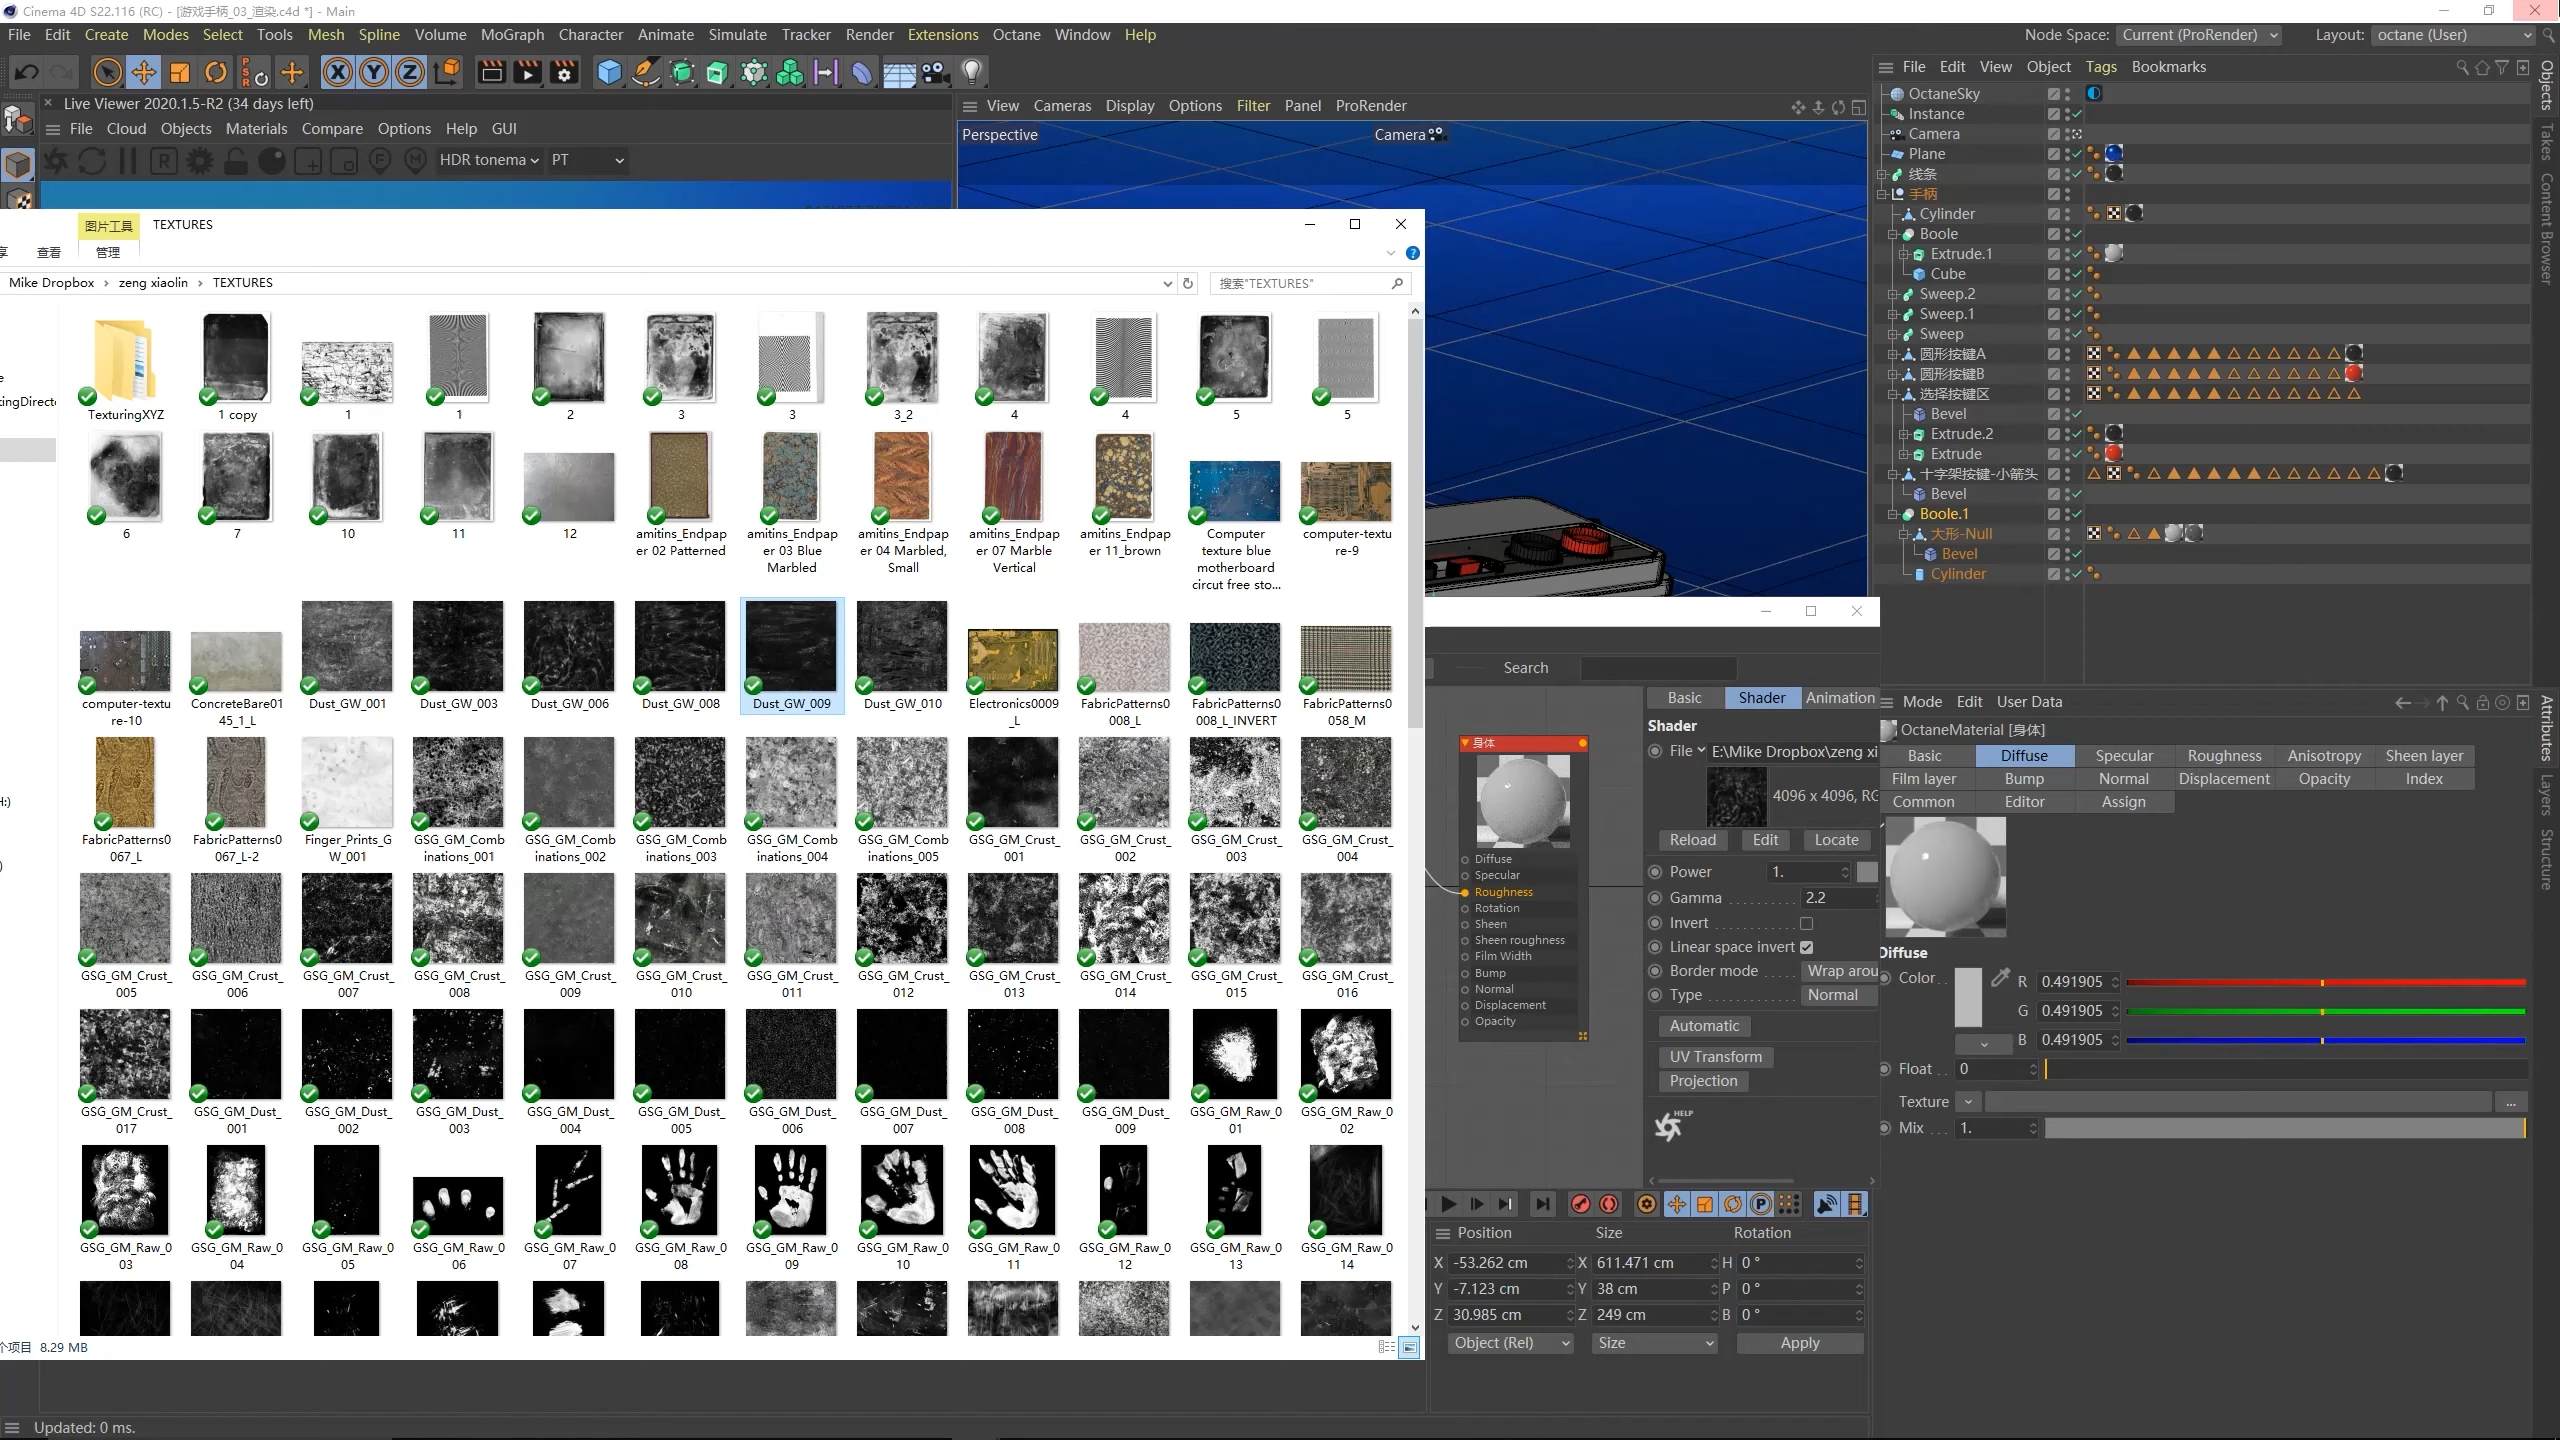 Cinema 4D S22.116 (RC) - [游戏手柄_03_渲染.c4d *] - Main
File Edit Create Modes Select Tools Mesh Spline Volume MoGraph Character Animate Simulate Tracker Render Extensions Octane Window Help
Node Space: Current (ProRender) Layout: octane (User)
Live Viewer 2020.1.5-R2 (34 days left)
File Cloud Objects Materials Compare Options Help GUI
HDR tonema PT
View Cameras Display Options Filter Panel ProRender
Perspective Camera
File Edit View Object Tags Bookmarks
OctaneSky
Instance
Camera
Plane
线条
手柄
Cylinder
Boole
Extrude.1
Cube
Sweep.2
Sweep.1
Sweep
圆形按键A
圆形按键B
选择按键区
Bevel
Extrude.2
Extrude
十字架按键-小箭头
Bevel
Boole.1
大形-Null
Bevel
Cylinder
Objects
Takes
Content Browser
图片工具 TEXTURES
享 查看 管理
Mike Dropbox > zeng xiaolin > TEXTURES
搜索"TEXTURES"
TexturingXYZ 1 copy 1 1 2 3 3 3_2 4 4 5 5
6 7 10 11 12 amitins_Endpaper 02 Patterned amitins_Endpaper 03 Blue Marbled amitins_Endpaper 04 Marbled, Small amitins_Endpaper 07 Marble Vertical amitins_Endpaper 11_brown Computer texture blue motherboard circut free sto... computer-texture-9
computer-texture-10 ConcreteBare0145_1_L Dust_GW_001 Dust_GW_003 Dust_GW_006 Dust_GW_008 Dust_GW_009 Dust_GW_010 Electronics0009_L FabricPatterns0008_L FabricPatterns0008_L_INVERT FabricPatterns0058_M
FabricPatterns0067_L FabricPatterns0067_L-2 Finger_Prints_GW_001 GSG_GM_Combinations_001 GSG_GM_Combinations_002 GSG_GM_Combinations_003 GSG_GM_Combinations_004 GSG_GM_Combinations_005 GSG_GM_Crust_001 GSG_GM_Crust_002 GSG_GM_Crust_003 GSG_GM_Crust_004
GSG_GM_Crust_005 GSG_GM_Crust_006 GSG_GM_Crust_007 GSG_GM_Crust_008 GSG_GM_Crust_009 GSG_GM_Crust_010 GSG_GM_Crust_011 GSG_GM_Crust_012 GSG_GM_Crust_013 GSG_GM_Crust_014 GSG_GM_Crust_015 GSG_GM_Crust_016
GSG_GM_Crust_017 GSG_GM_Dust_001 GSG_GM_Dust_002 GSG_GM_Dust_003 GSG_GM_Dust_004 GSG_GM_Dust_005 GSG_GM_Dust_006 GSG_GM_Dust_007 GSG_GM_Dust_008 GSG_GM_Dust_009 GSG_GM_Raw_001 GSG_GM_Raw_002
GSG_GM_Raw_003 GSG_GM_Raw_004 GSG_GM_Raw_005 GSG_GM_Raw_006 GSG_GM_Raw_007 GSG_GM_Raw_008 GSG_GM_Raw_009 GSG_GM_Raw_010 GSG_GM_Raw_011 GSG_GM_Raw_012 GSG_GM_Raw_013 GSG_GM_Raw_014
个项目 8.29 MB
Search
Basic Shader Animation
身体
Diffuse
Specular
Roughness
Rotation
Sheen
Sheen roughness
Film Width
Bump
Normal
Displacement
Opacity
Shader
File E:\Mike Dropbox\zeng xi
4096 x 4096, RG
Reload Edit Locate
Power 1.
Gamma 2.2
Invert
Linear space invert
Border mode Wrap arou
Type Normal
Automatic
UV Transform
Projection
HELP
Position Size Rotation
X -53.262 cm X 611.471 cm H 0 °
Y -7.123 cm Y 38 cm P 0 °
Z 30.985 cm Z 249 cm B 0 °
Object (Rel) Size Apply
Mode Edit User Data
OctaneMaterial [身体]
Basic Diffuse Specular Roughness Anisotropy Sheen layer
Film layer Bump Normal Displacement Opacity Index
Common Editor Assign
Diffuse
Color R 0.491905
G 0.491905
B 0.491905
Float 0
Texture ...
Mix 1.
Attributes
Layers
Structure
Updated: 0 ms.